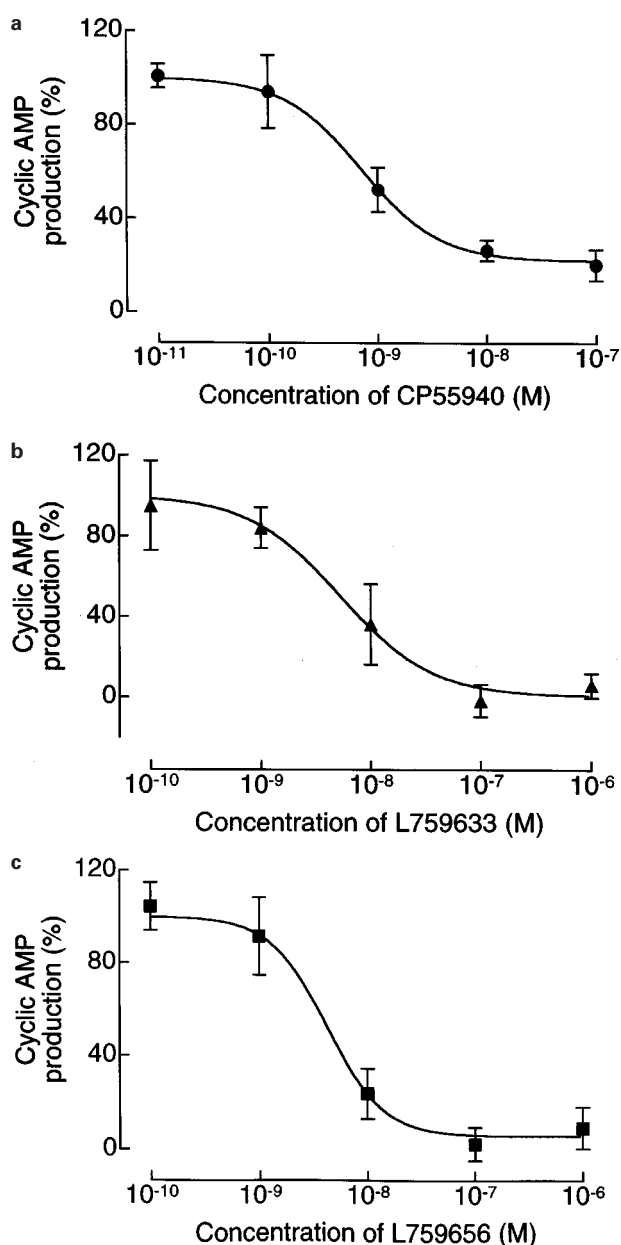 a
120
80
40
0
Cyclic AMP
production (%)
10-11 10-10 10-9 10-8 10-7
Concentration of CP55940 (M)
b
120
80
40
0
Cyclic AMP
production (%)
10-10 10-9 10-8 10-7 10-6
Concentration of L759633 (M)
c
120
80
40
0
Cyclic AMP
production (%)
10-10 10-9 10-8 10-7 10-6
Concentration of L759656 (M)